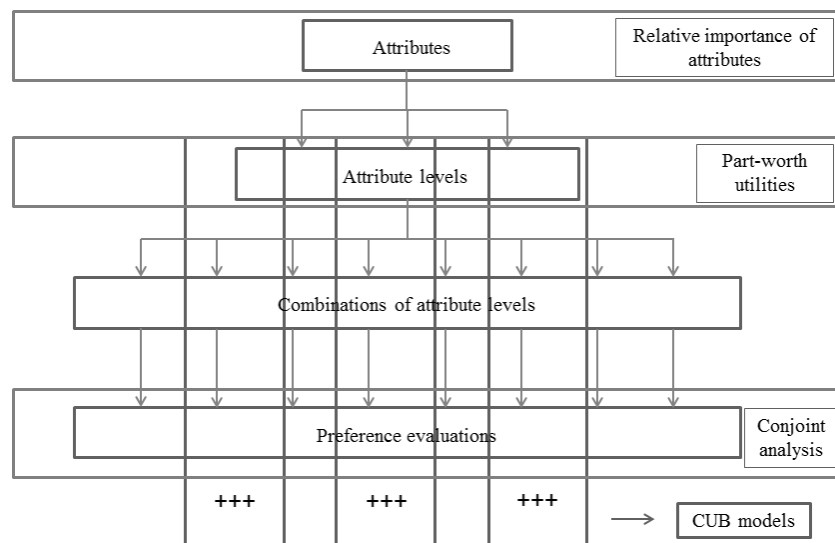 Attributes
Relative importance of
attributes
Attribute levels
Part-worth
utilities
Combinations of attribute levels
Preference evaluations
Conjoint
analysis
+++ +++ +++
CUB models